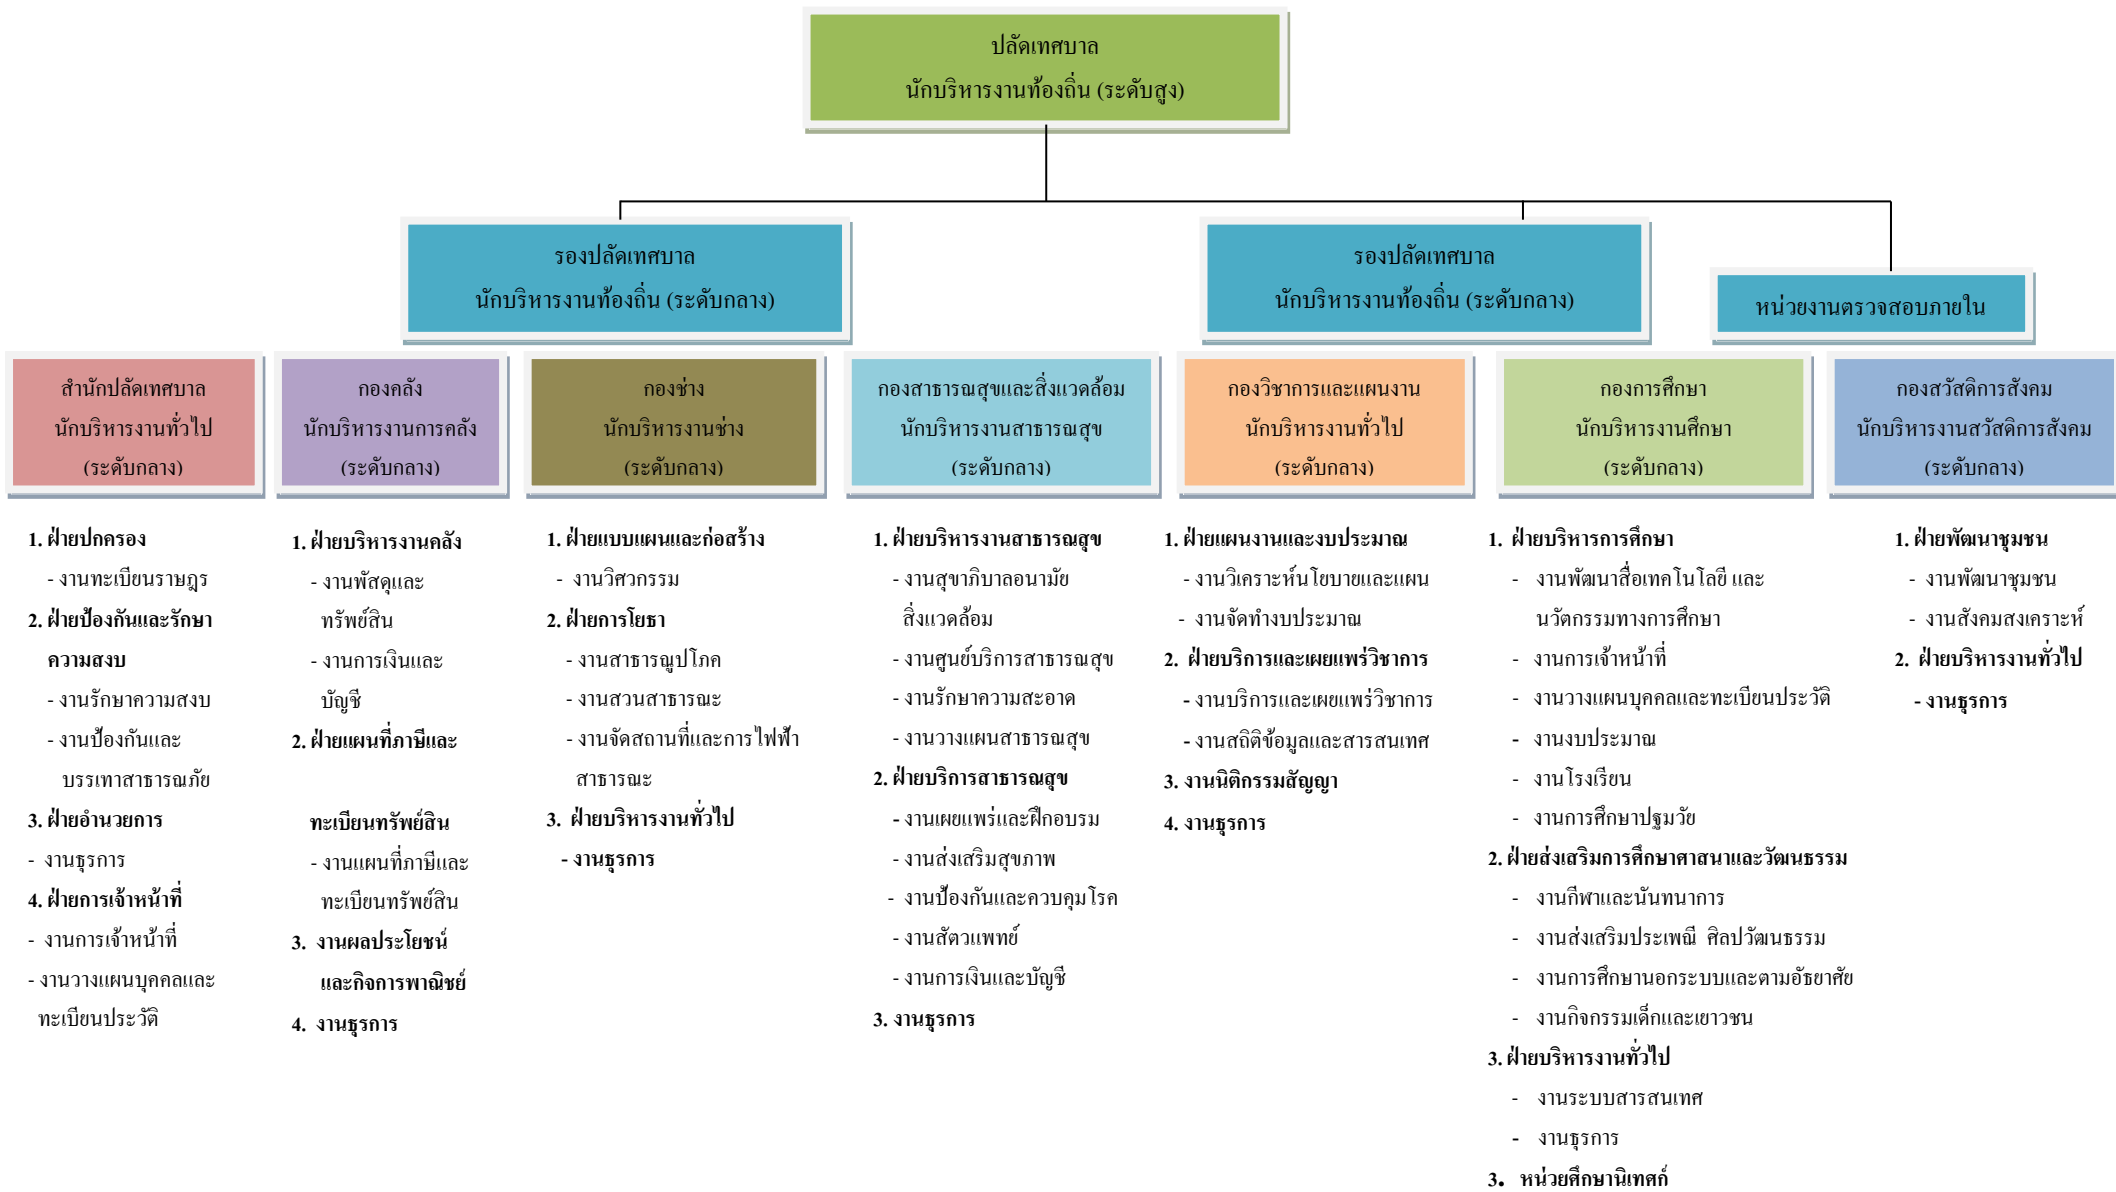 ปลัดเทศบาล
นักบริหารงานท้องถิ่น (ระดับสูง)
รองปลัดเทศบาล
นักบริหารงานท้องถิ่น (ระดับกลาง)
รองปลัดเทศบาล
นักบริหารงานท้องถิ่น (ระดับกลาง)
หน่วยงานตรวจสอบภายใน
สำนักปลัดเทศบาล
นักบริหารงานทั่วไป
(ระดับกลาง)
กองคลัง
นักบริหารงานการคลัง
(ระดับกลาง)
กองช่าง
นักบริหารงานช่าง
(ระดับกลาง)
กองสาธารณสุขและสิ่งแวดล้อม
นักบริหารงานสาธารณสุข
(ระดับกลาง)
กองวิชาการและแผนงาน
นักบริหารงานทั่วไป
(ระดับกลาง)
กองการศึกษา
นักบริหารงานศึกษา
(ระดับกลาง)
กองสวัสดิการสังคม
นักบริหารงานสวัสดิการสังคม
(ระดับกลาง)
1. ฝ่ายปกครอง
- งานทะเบียนราษฎร
2. ฝ่ายป้องกันและรักษา
ความสงบ
- งานรักษาความสงบ
- งานป้องกันและ
บรรเทาสาธารณภัย
3. ฝ่ายอำนวยการ
- งานธุรการ
4. ฝ่ายการเจ้าหน้าที่
- งานการเจ้าหน้าที่
- งานวางแผนบุคคลและ
ทะเบียนประวัติ
1. ฝ่ายบริหารงานคลัง
- งานพัสดุและ
ทรัพย์สิน
- งานการเงินและ
บัญชี
2. ฝ่ายแผนที่ภาษีและ
ทะเบียนทรัพย์สิน
- งานแผนที่ภาษีและ
ทะเบียนทรัพย์สิน
3. งานผลประโยชน์
และกิจการพาณิชย์
4. งานธุรการ
1. ฝ่ายแบบแผนและก่อสร้าง
- งานวิศวกรรม
2. ฝ่ายการโยธา
- งานสาธารณูปโภค
- งานสวนสาธารณะ
- งานจัดสถานที่และการไฟฟ้า
สาธารณะ
3. ฝ่ายบริหารงานทั่วไป
- งานธุรการ
1. ฝ่ายบริหารงานสาธารณสุข
- งานสุขาภิบาลอนามัย
สิ่งแวดล้อม
- งานศูนย์บริการสาธารณสุข
- งานรักษาความสะอาด
- งานวางแผนสาธารณสุข
2. ฝ่ายบริการสาธารณสุข
- งานเผยแพร่และฝึกอบรม
- งานส่งเสริมสุขภาพ
- งานป้องกันและควบคุมโรค
- งานสัตวแพทย์
- งานการเงินและบัญชี
3. งานธุรการ
1. ฝ่ายแผนงานและงบประมาณ
- งานวิเคราะห์นโยบายและแผน
- งานจัดทำงบประมาณ
2. ฝ่ายบริการและเผยแพร่วิชาการ
- งานบริการและเผยแพร่วิชาการ
- งานสถิติข้อมูลและสารสนเทศ
3. งานนิติกรรมสัญญา
4. งานธุรการ
1. ฝ่ายบริหารการศึกษา
- งานพัฒนาสื่อเทคโนโลยี และ
นวัตกรรมทางการศึกษา
- งานการเจ้าหน้าที่
- งานวางแผนบุคคลและทะเบียนประวัติ
- งานงบประมาณ
- งานโรงเรียน
- งานการศึกษาปฐมวัย
2. ฝ่ายส่งเสริมการศึกษาศาสนาและวัฒนธรรม
- งานกีฬาและนันทนาการ
- งานส่งเสริมประเพณี ศิลปวัฒนธรรม
- งานการศึกษานอกระบบและตามอัธยาศัย
- งานกิจกรรมเด็กและเยาวชน
3. ฝ่ายบริหารงานทั่วไป
- งานระบบสารสนเทศ
- งานธุรการ
3. หน่วยศึกษานิเทศก์
1. ฝ่ายพัฒนาชุมชน
- งานพัฒนาชุมชน
- งานสังคมสงเคราะห์
2. ฝ่ายบริหารงานทั่วไป
- งานธุรการ